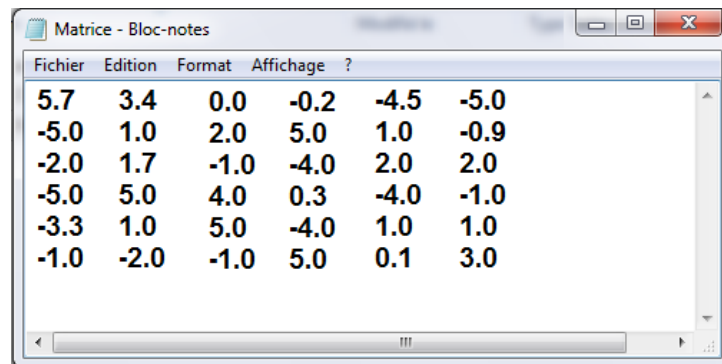 Matrice - Bloc-notes
Fichier Edition Format Affichage ?
5.7 3.4 0.0 -0.2 -4.5 -5.0
-5.0 1.0 2.0 5.0 1.0 -0.9
-2.0 1.7 -1.0 -4.0 2.0 2.0
-5.0 5.0 4.0 0.3 -4.0 -1.0
-3.3 1.0 5.0 -4.0 1.0 1.0
-1.0 -2.0 -1.0 5.0 0.1 3.0